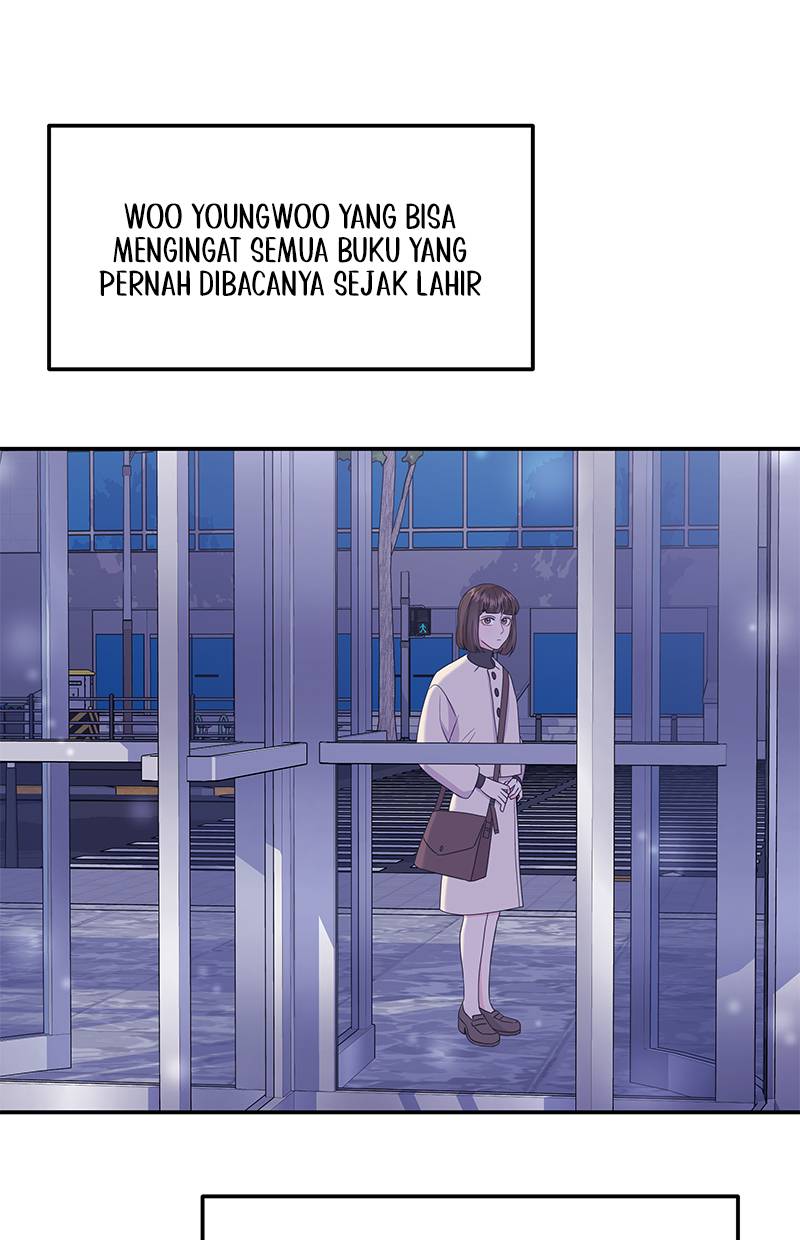 WOO YOUNGWOO YANG BISA
MENGINGAT SEMUA BUKU YANG
PERNAH DIBACANYA SEJAK LAHIR